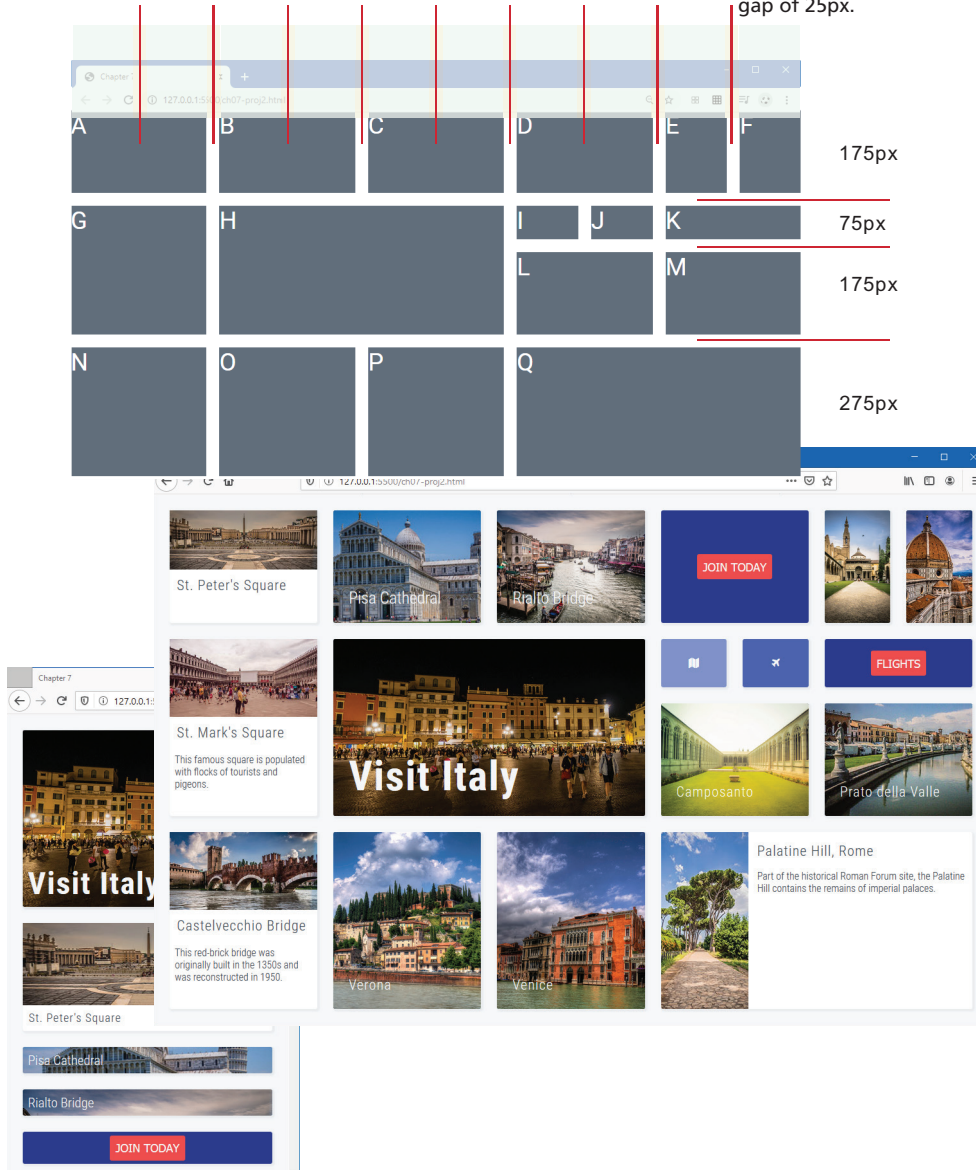 gap of 25px.
Chapter
127.0.0.1:5500/ch07-proj2.html
A B C D E F
175px
G H I J K
75px
L M
175px
N O P Q
275px
127.0.0.1:5500/ch07-proj2.html
JOIN TODAY
St. Peter's Square
Pisa Cathedral
Rialto Bridge
FLIGHTS
St. Mark's Square
This famous square is populated
with flocks of tourists and
pigeons.
Visit Italy
Camposanto
Prato della Valle
Castelvecchio Bridge
This red-brick bridge was
originally built in the 1350s and
was reconstructed in 1950.
Verona
Venice
Palatine Hill, Rome
Part of the historical Roman Forum site, the Palatine
Hill contains the remains of imperial palaces.
Chapter 7
127.0.0.1:
Visit Italy
St. Peter's Square
Pisa Cathedral
Rialto Bridge
JOIN TODAY